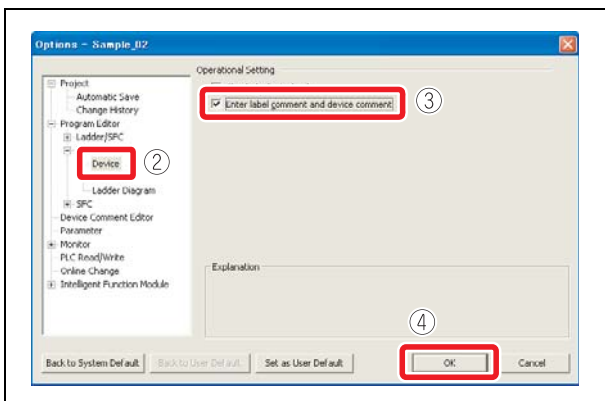 Options - Sample_02
Operational Setting
Project
Automatic Save
Change History
Program Editor
Ladder/SFC
Device
Ladder Diagram
SFC
Device Comment Editor
Parameter
Monitor
PLC Read/Write
Online Change
Intelligent Function Module
②
Enter label comment and device comment
③
Explanation
④
Back to System Default
Back to User Default
Set as User Default
OK
Cancel